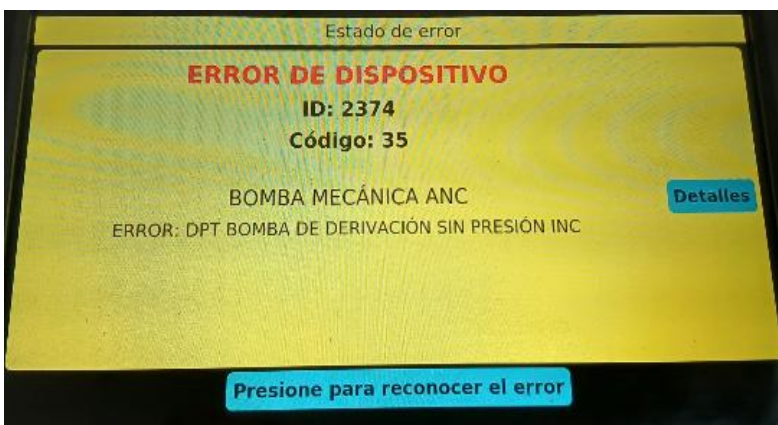 Estado de error
ERROR DE DISPOSITIVO
ID: 2374
Código: 35
BOMBA MECÁNICA ANC
Detalles
ERROR: DPT BOMBA DE DERIVACIÓN SIN PRESIÓN INC
Presione para reconocer el error